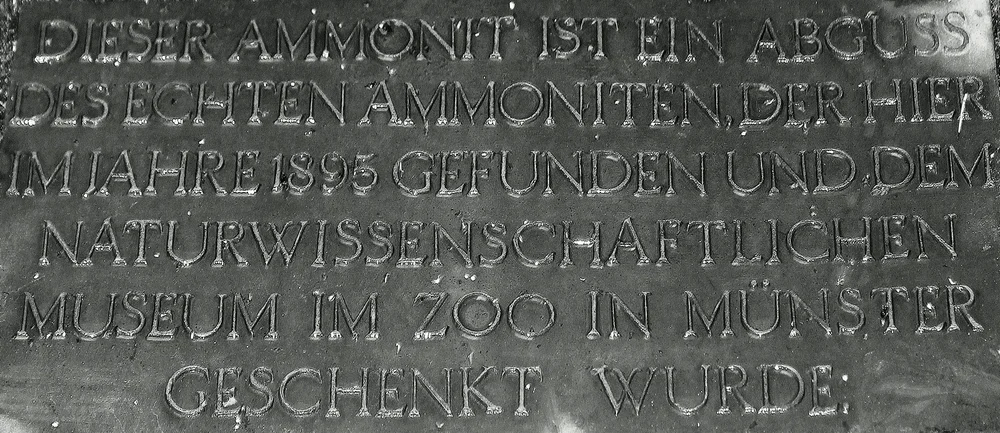 DIESER AMMONIT IST EIN ABGUSS
DES ECHTEN AMMONITEN, DER HIER
IM JAHRE 1895 GEFUNDEN UND DEM
NATURWISSENSCHAFTLICHEN
MUSEUM IM ZOO IN MÜNSTER
GESCHENKT WURDE.